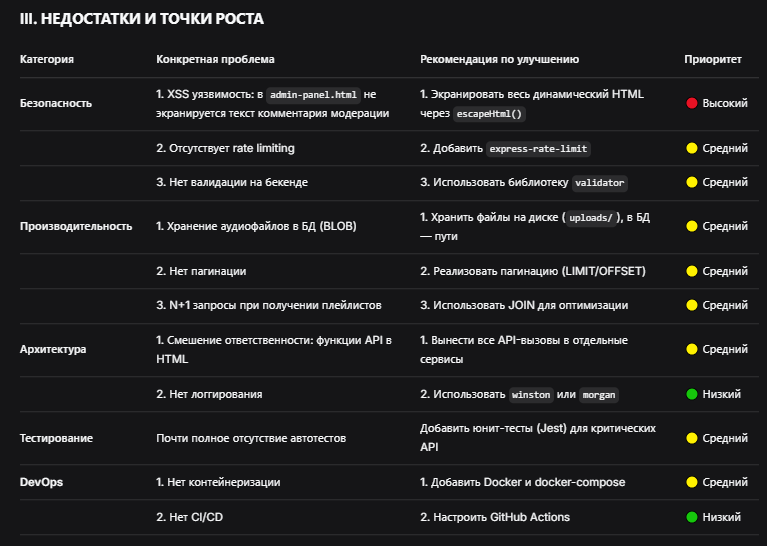 III. НЕДОСТАТКИ И ТОЧКИ РОСТА
Категория Конкретная проблема Рекомендация по улучшению Приоритет
Безопасность 1. XSS уязвимость: в admin-panel.html не экранируется текст комментария модерации 1. Экранировать весь динамический HTML через escapeHtml() Высокий
2. Отсутствует rate limiting 2. Добавить express-rate-limit Средний
3. Нет валидации на бекенде 3. Использовать библиотеку validator Средний
Производительность 1. Хранение аудиофайлов в БД (BLOB) 1. Хранить файлы на диске (uploads/), в БД — пути Средний
2. Нет пагинации 2. Реализовать пагинацию (LIMIT/OFFSET) Средний
3. N+1 запросы при получении плейлистов 3. Использовать JOIN для оптимизации Средний
Архитектура 1. Смешение ответственности: функции API в HTML 1. Вынести все API-вызовы в отдельные сервисы Средний
2. Нет логгирования 2. Использовать winston или morgan Низкий
Тестирование Почти полное отсутствие автотестов Добавить юнит-тесты (Jest) для критических API Средний
DevOps 1. Нет контейнеризации 1. Добавить Docker и docker-compose Средний
2. Нет CI/CD 2. Настроить GitHub Actions Низкий